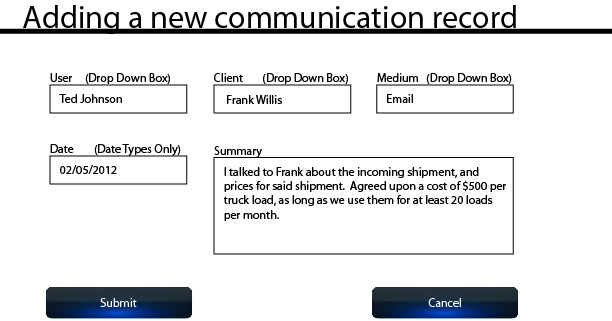 Adding a new communication record
User (Drop Down Box) Client (Drop Down Box) Medium (Drop Down Box)
Ted Johnson Frank Willis Email
Date (Date Types Only) Summary
02/05/2012
I talked to Frank about the incoming shipment, and
prices for said shipment. Agreed upon a cost of $500 per
truck load, as long as we use them for at least 20 loads
per month.
Submit Cancel